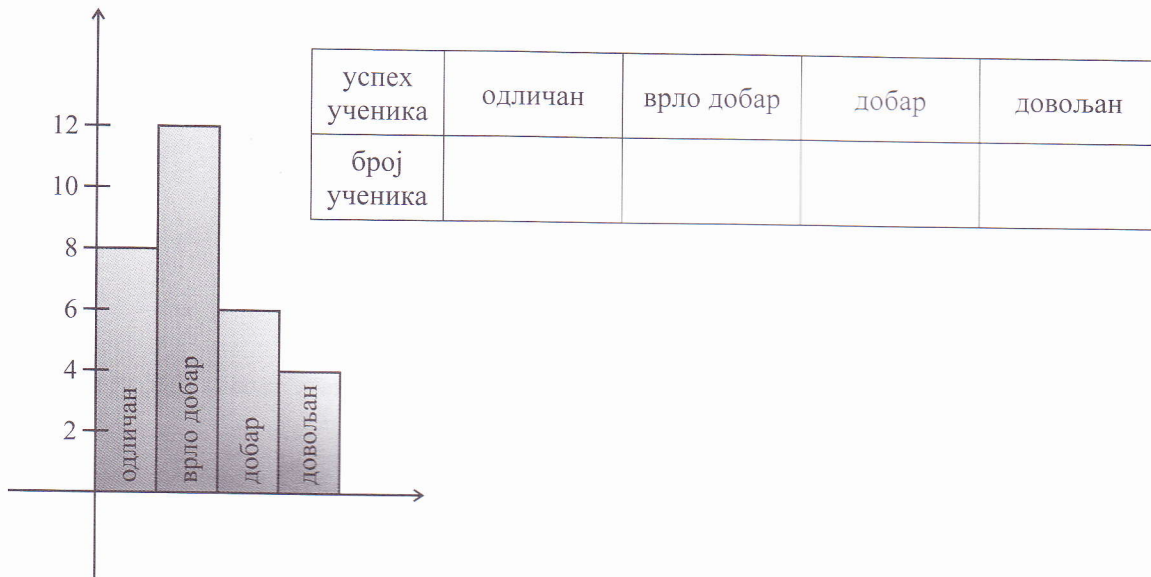 12
10
8
6
4
2
одличан
врло добар
добар
довољан
успех ученика
одличан
врло добар
добар
довољан
број ученика